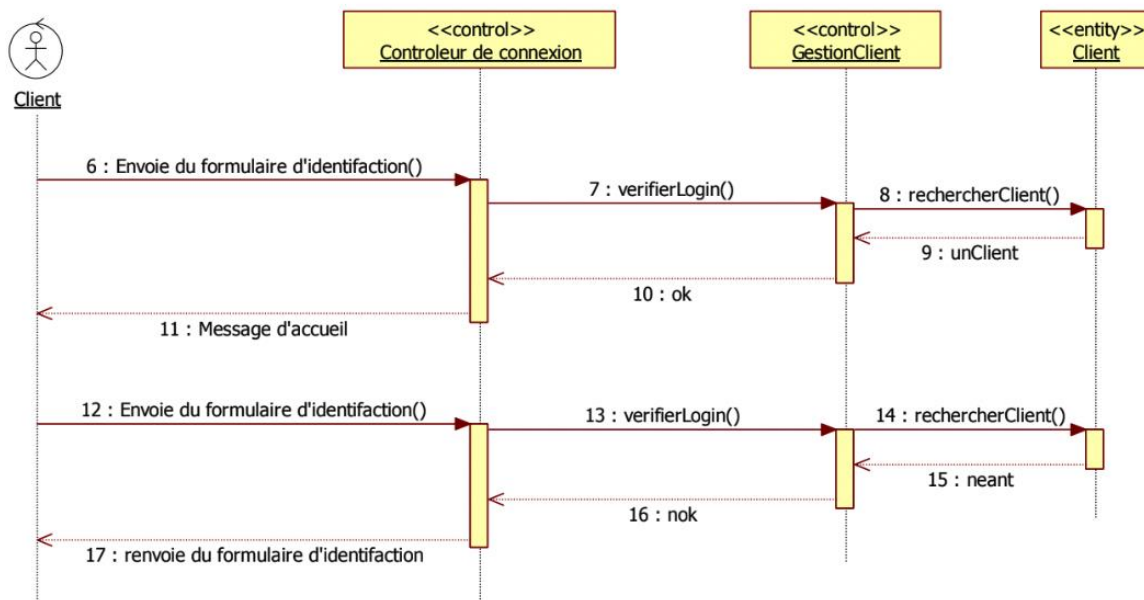 <<control>>
Controleur de connexion
<<control>>
GestionClient
<<entity>>
Client
Client
6 : Envoie du formulaire d'identifaction()
7 : verifierLogin()
8 : rechercherClient()
9 : unClient
10 : ok
11 : Message d'accueil
12 : Envoie du formulaire d'identifaction()
13 : verifierLogin()
14 : rechercherClient()
15 : neant
16 : nok
17 : renvoie du formulaire d'identifaction